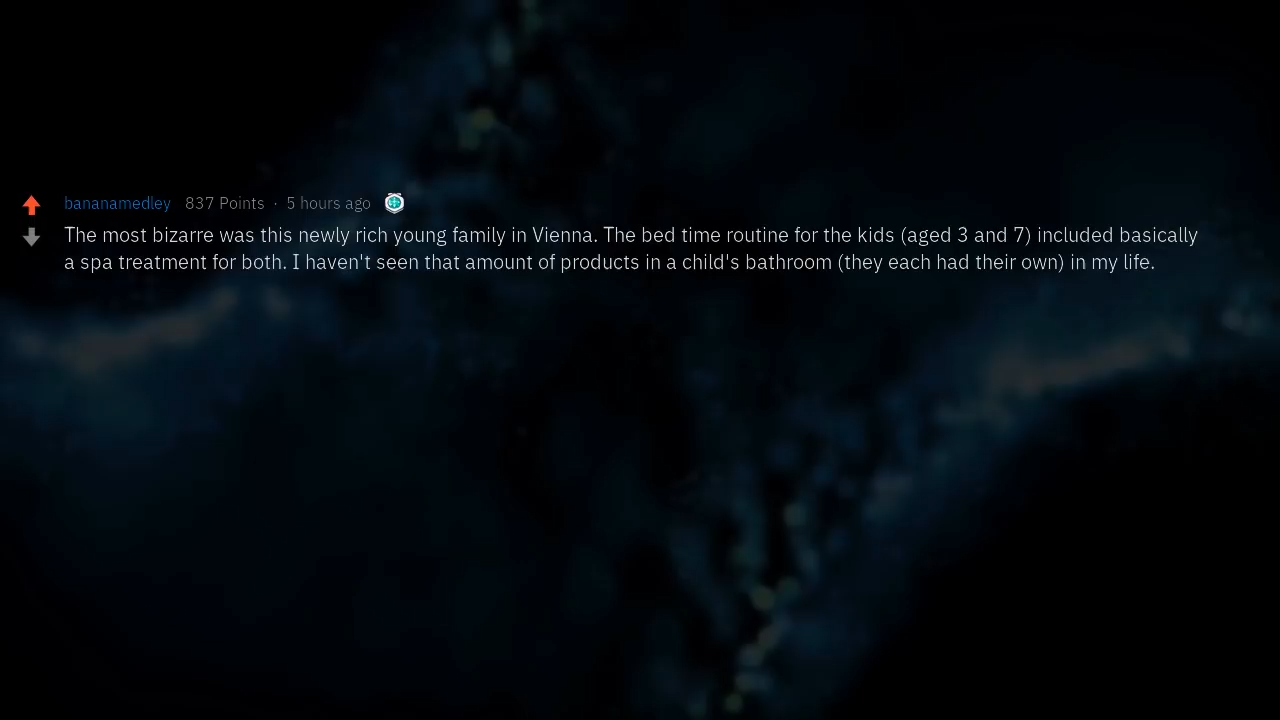 bananamedley 837 Points · 5 hours ago
The most bizarre was this newly rich young family in Vienna. The bed time routine for the kids (aged 3 and 7) included basically
a spa treatment for both. I haven't seen that amount of products in a child's bathroom (they each had their own) in my life.